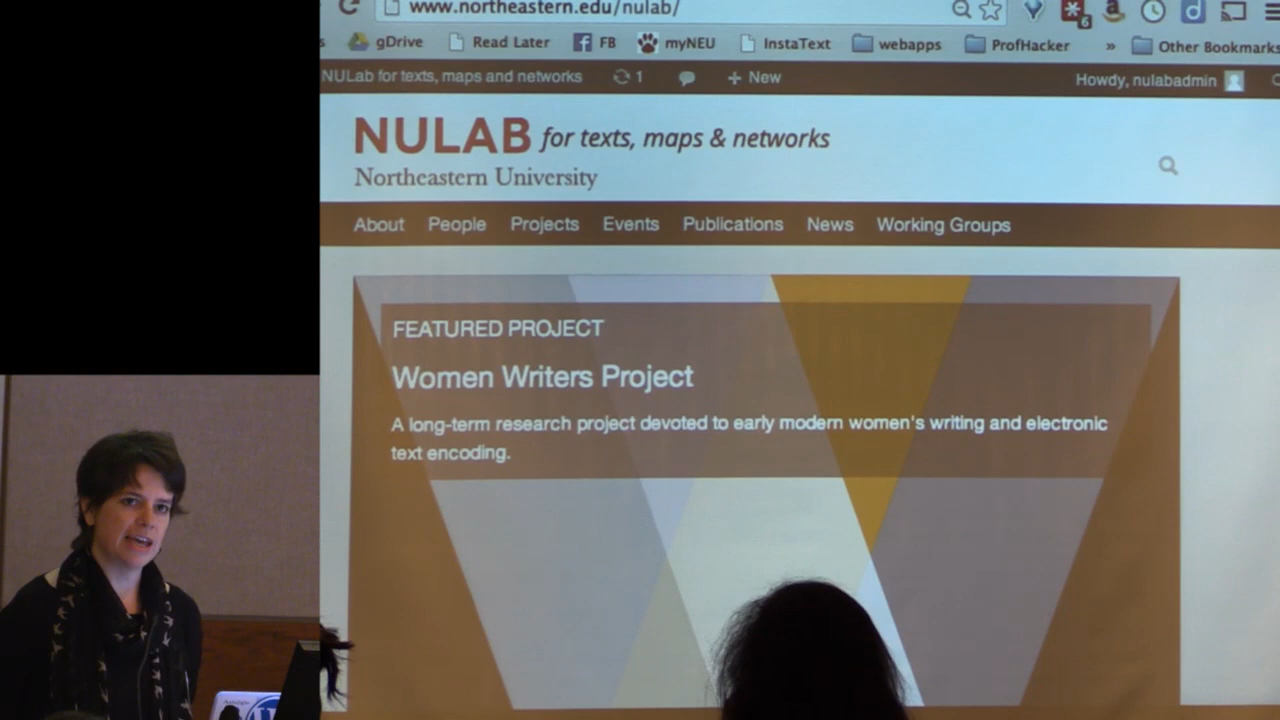 www.northeastern.edu/nulab/
6
gDrive Read Later FB myNEU InstaText webapps ProfHacker » Other Bookmarks
NULab for texts, maps and networks 1 + New Howdy, nulabadmin
NULAB for texts, maps & networks
Northeastern University
About People Projects Events Publications News Working Groups
FEATURED PROJECT
Women Writers Project
A long-term research project devoted to early modern women's writing and electronic
text encoding.